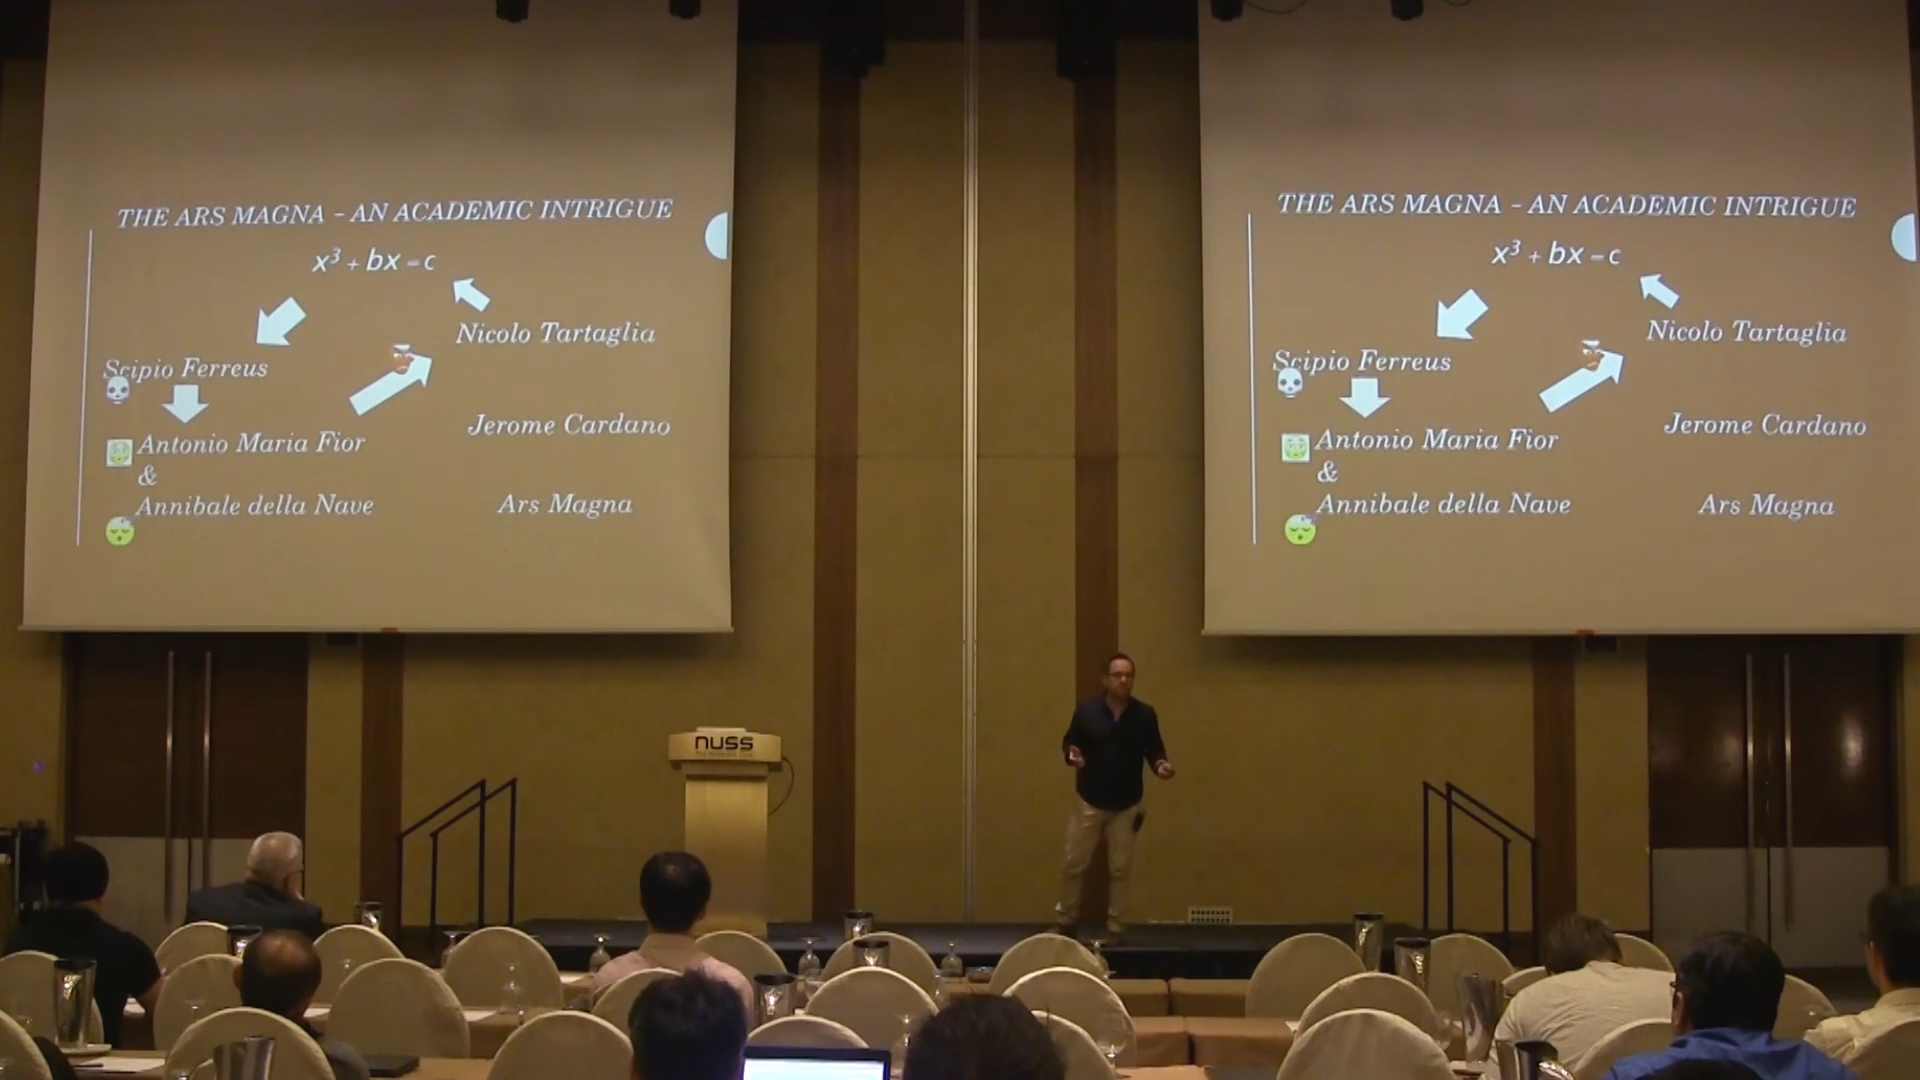 THE ARS MAGNA - AN ACADEMIC INTRIGUE
x³ + bx = c
Nicolo Tartaglia
Scipio Ferreus
Jerome Cardano
Antonio Maria Fior
&
Annibale della Nave
Ars Magna
THE ARS MAGNA - AN ACADEMIC INTRIGUE
x³ + bx = c
Nicolo Tartaglia
Scipio Ferreus
Jerome Cardano
Antonio Maria Fior
&
Annibale della Nave
Ars Magna
nuss